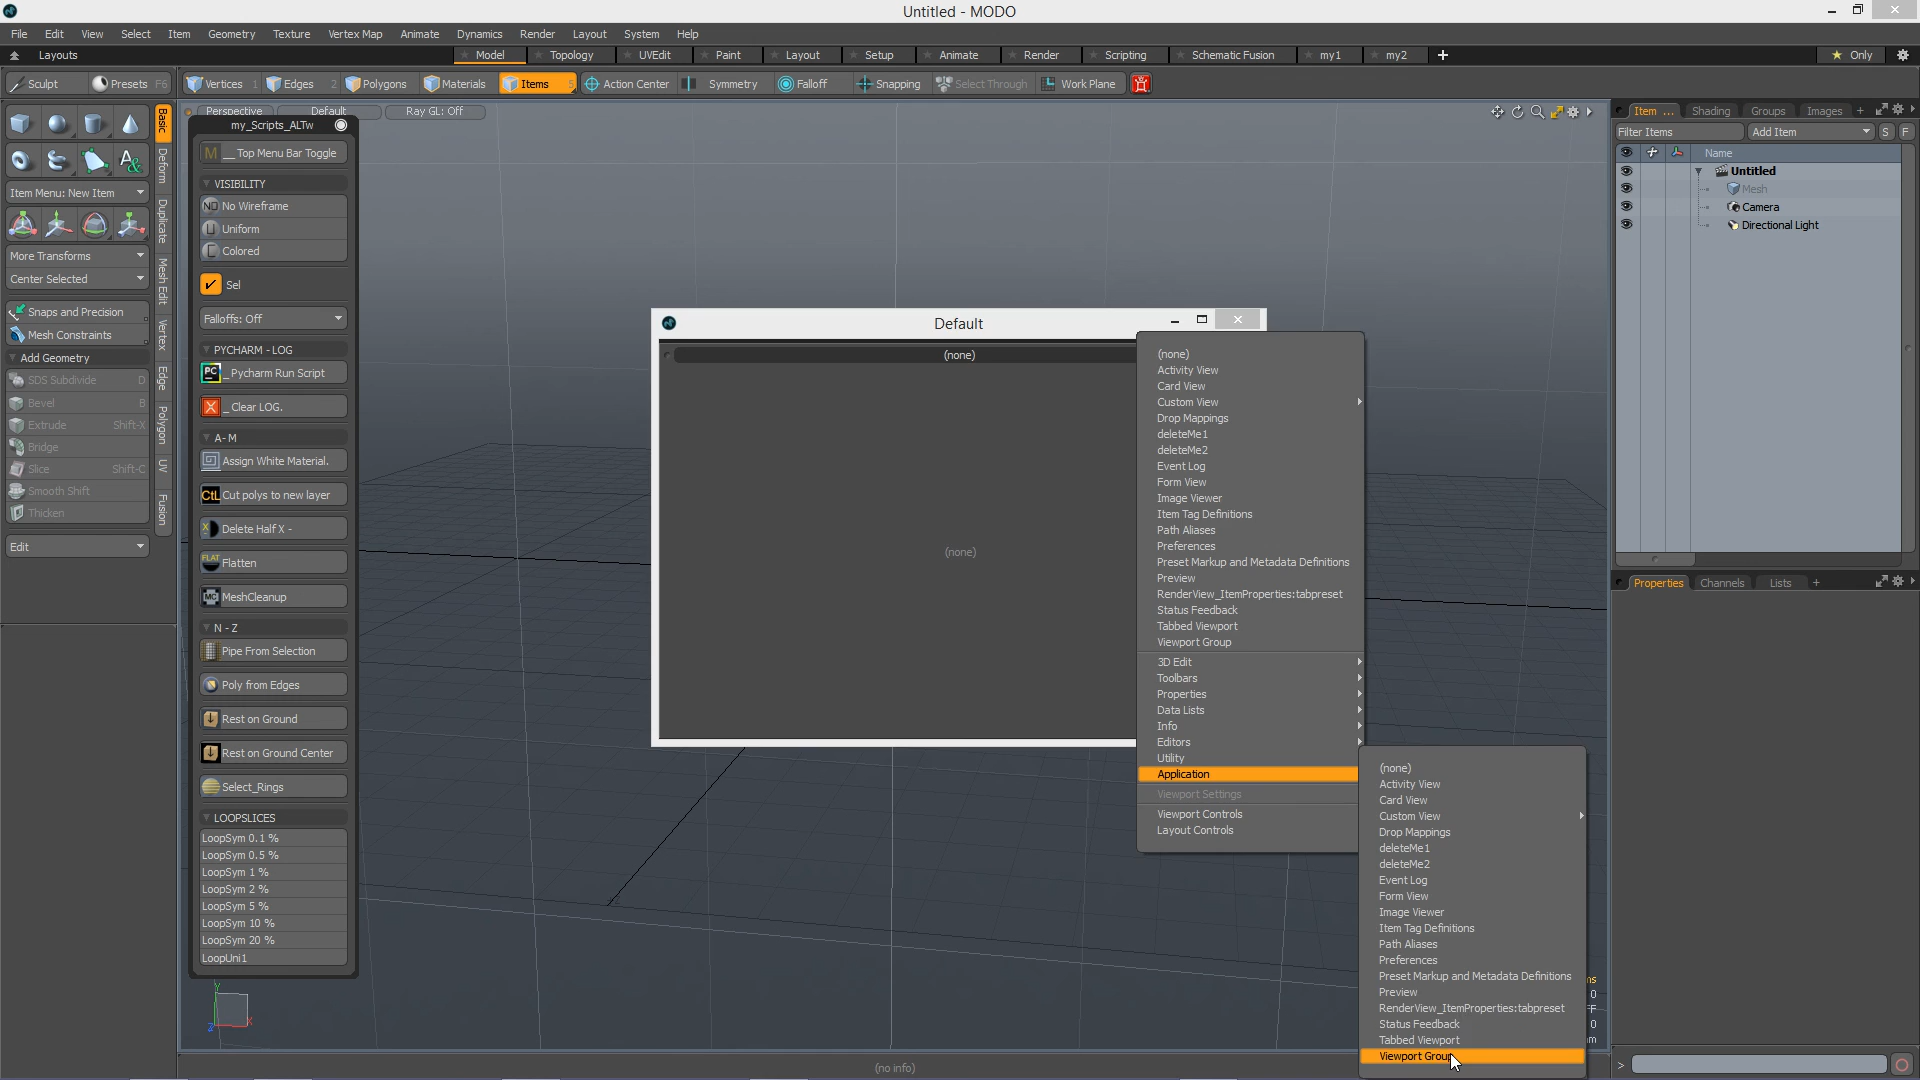 Untitled - MODO
File Edit View Select Item Geometry Texture Vertex Map Animate Dynamics Render Layout System Help
Layouts
Model Topology UVEdit Paint Layout Setup Animate Render Scripting Schematic Fusion my1 my2 + Only
Sculpt Presets F6 Vertices 1 Edges 2 Polygons Materials Items 5 Action Center Symmetry Falloff Snapping Select Through Work Plane
Perspective Default Ray GL: Off
my_Scripts_ALTw
M __ Top Menu Bar Toggle
VISIBILITY
NO No Wireframe
U Uniform
C Colored
Sel
Falloffs: Off
PYCHARM - LOG
PC _Pycharm Run Script
X _ Clear LOG.
A - M
Assign White Material.
CtL Cut polys to new layer
Delete Half X -
FLAT Flatten
MC MeshCleanup
N - Z
Pipe From Selection
Poly from Edges
Rest on Ground
Rest on Ground Center
Select_Rings
LOOPSLICES
LoopSym 0.1 %
LoopSym 0.5 %
LoopSym 1 %
LoopSym 2 %
LoopSym 5 %
LoopSym 10 %
LoopSym 20 %
LoopUni1
Item Menu: New Item
More Transforms
Center Selected
Snaps and Precision
Mesh Constraints
Add Geometry
SDS Subdivide D
Bevel B
Extrude Shift-X
Bridge
Slice Shift-C
Smooth Shift
Thicken
Edit
Basic
Deform
Duplicate
Mesh Edit
Vertex
Edge
Polygon
UV
Fusion
Default
(none)
(none)
(none)
Activity View
Card View
Custom View
Drop Mappings
deleteMe1
deleteMe2
Event Log
Form View
Image Viewer
Item Tag Definitions
Path Aliases
Preferences
Preset Markup and Metadata Definitions
Preview
RenderView_ItemProperties:tabpreset
Status Feedback
Tabbed Viewport
Viewport Group
3D Edit
Toolbars
Properties
Data Lists
Info
Editors
Utility
Application
Viewport Settings
Viewport Controls
Layout Controls
(none)
Activity View
Card View
Custom View
Drop Mappings
deleteMe1
deleteMe2
Event Log
Form View
Image Viewer
Item Tag Definitions
Path Aliases
Preferences
Preset Markup and Metadata Definitions
Preview
RenderView_ItemProperties:tabpreset
Status Feedback
Tabbed Viewport
Viewport Group
Item ... Shading Groups Images +
Filter Items Add Item S F
Name
Untitled
Mesh
Camera
Directional Light
Properties Channels Lists +
Y
Z X
(no info)
>